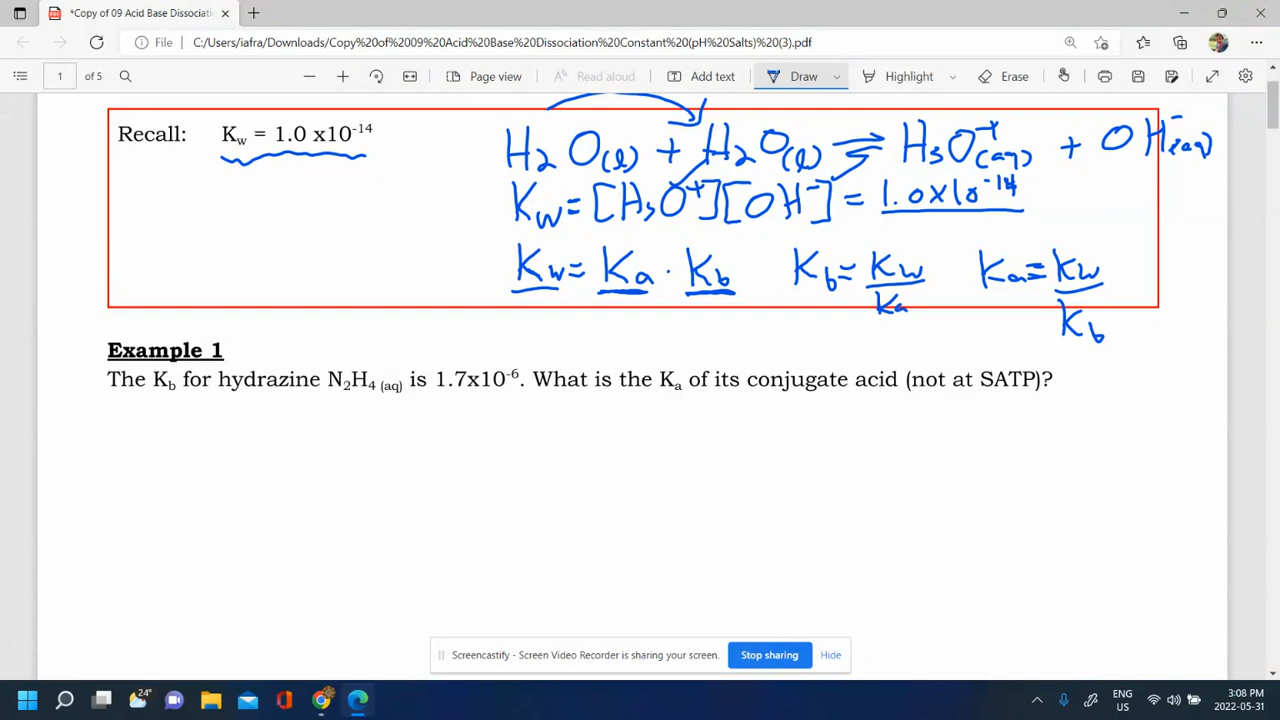 *Copy of 09 Acid Base Dissociati
File C:/Users/iafra/Downloads/Copy%20of%2009%20Acid%20Base%20Dissociation%20Constant%20(pH%20Salts)%20(3).pdf
1 of 5 Page view Read aloud Add text Draw Highlight Erase
Recall: Kw = 1.0 x10⁻¹⁴
H₂O(l) + H₂O(l) ⇌ H₃O⁺(aq) + OH⁻(aq)
Kw = [H₃O⁺][OH⁻] = 1.0x10⁻¹⁴
Kw = Ka · Kb Kb = Kw/Ka Ka = Kw/Kb
Example 1
The Kb for hydrazine N₂H₄ (aq) is 1.7x10⁻⁶. What is the Ka of its conjugate acid (not at SATP)?
Screencastify - Screen Video Recorder is sharing your screen. Stop sharing Hide
24° ENG US 3:08 PM 2022-05-31